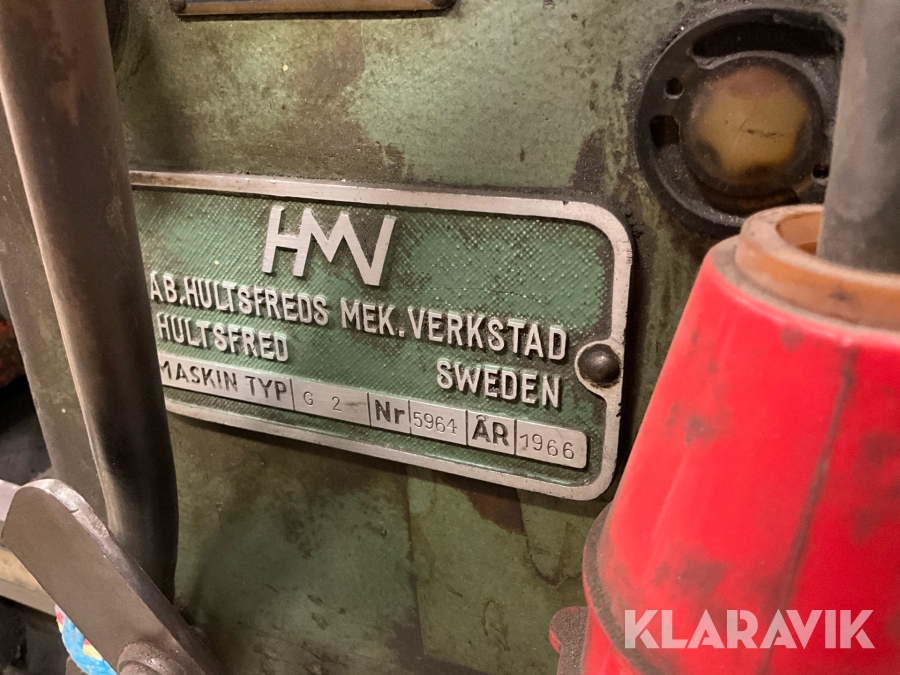 HMV
AB.HULTSFREDS MEK.VERKSTAD
HULTSFRED SWEDEN
MASKIN TYP G 2 Nr 5964 ÅR 1966
KLARAVIK